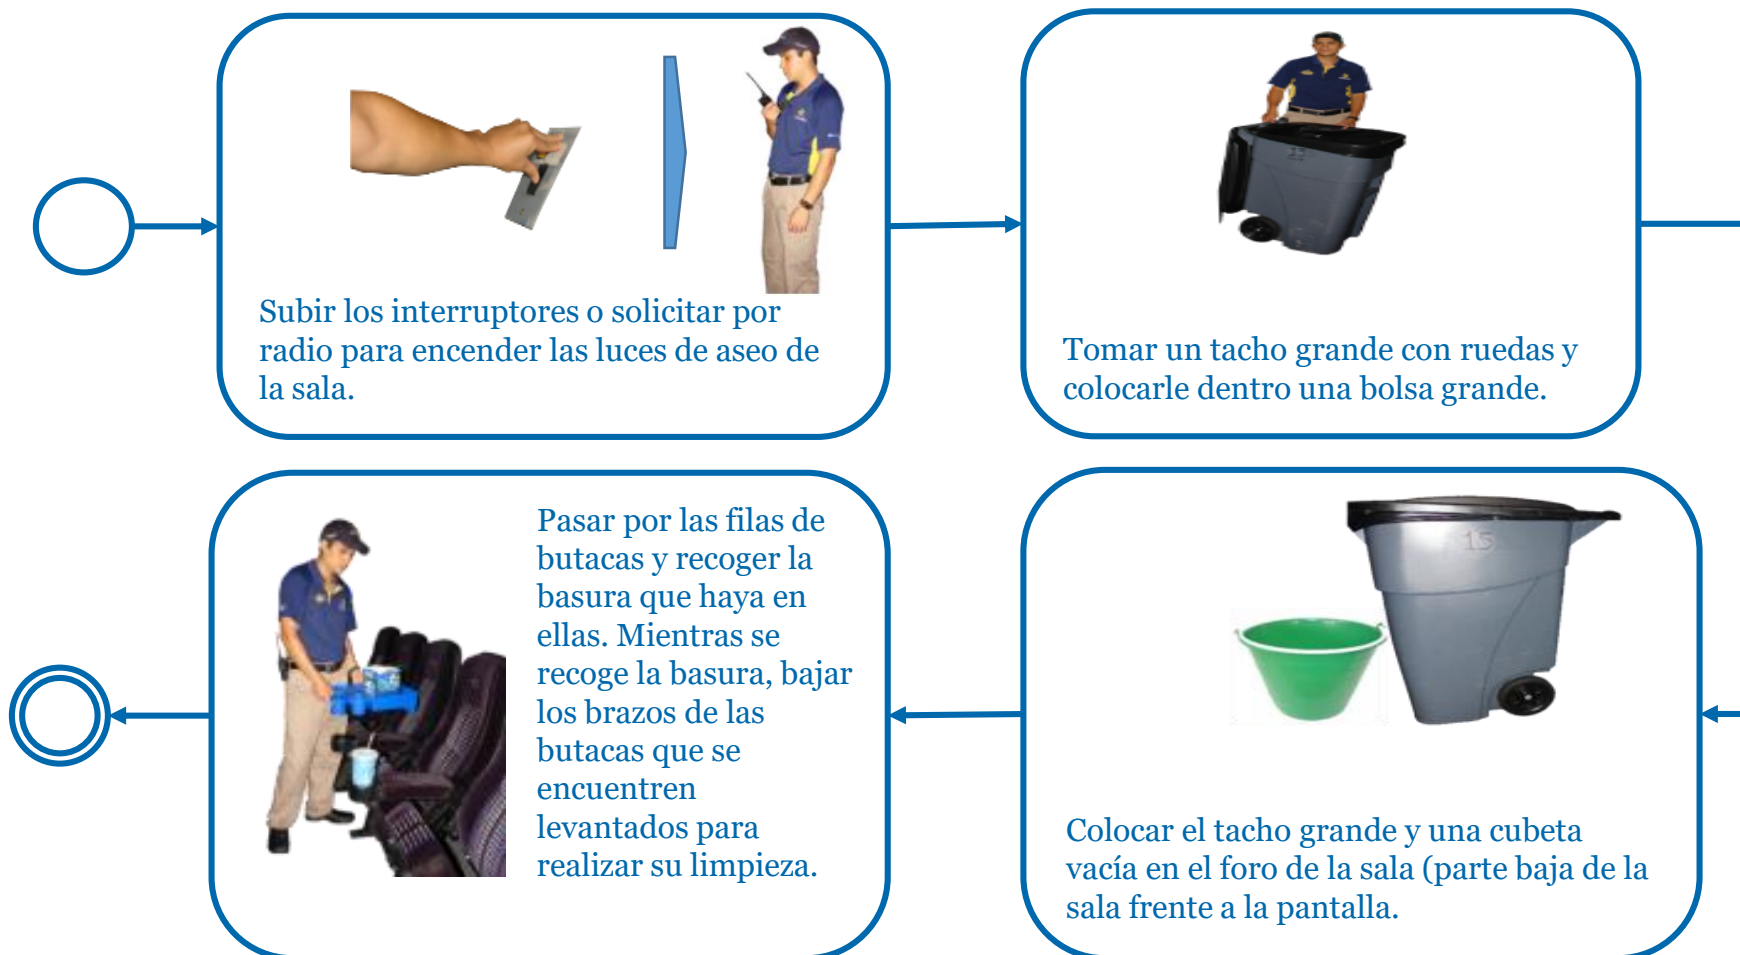 Subir los interruptores o solicitar por
radio para encender las luces de aseo de
la sala.
Tomar un tacho grande con ruedas y
colocarle dentro una bolsa grande.
15
Colocar el tacho grande y una cubeta
vacía en el foro de la sala (parte baja de la
sala frente a la pantalla.
Pasar por las filas de
butacas y recoger la
basura que haya en
ellas. Mientras se
recoge la basura, bajar
los brazos de las
butacas que se
encuentren
levantados para
realizar su limpieza.